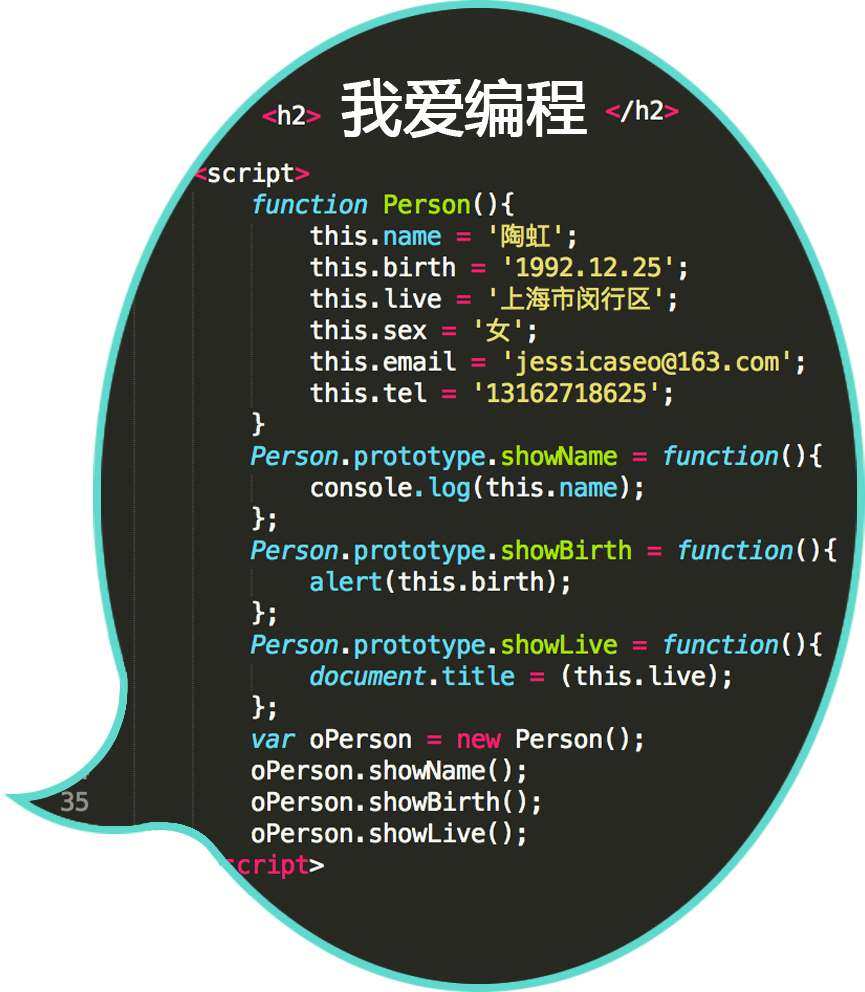 <h2> 我爱编程 </h2>
<script>
function Person(){
this.name = '陶虹';
this.birth = '1992.12.25';
this.live = '上海市闵行区';
this.sex = '女';
this.email = 'jessicaseo@163.com';
this.tel = '13162718625';
}
Person.prototype.showName = function(){
console.log(this.name);
};
Person.prototype.showBirth = function(){
alert(this.birth);
};
Person.prototype.showLive = function(){
document.title = (this.live);
};
var oPerson = new Person();
oPerson.showName();
35 oPerson.showBirth();
oPerson.showLive();
script>